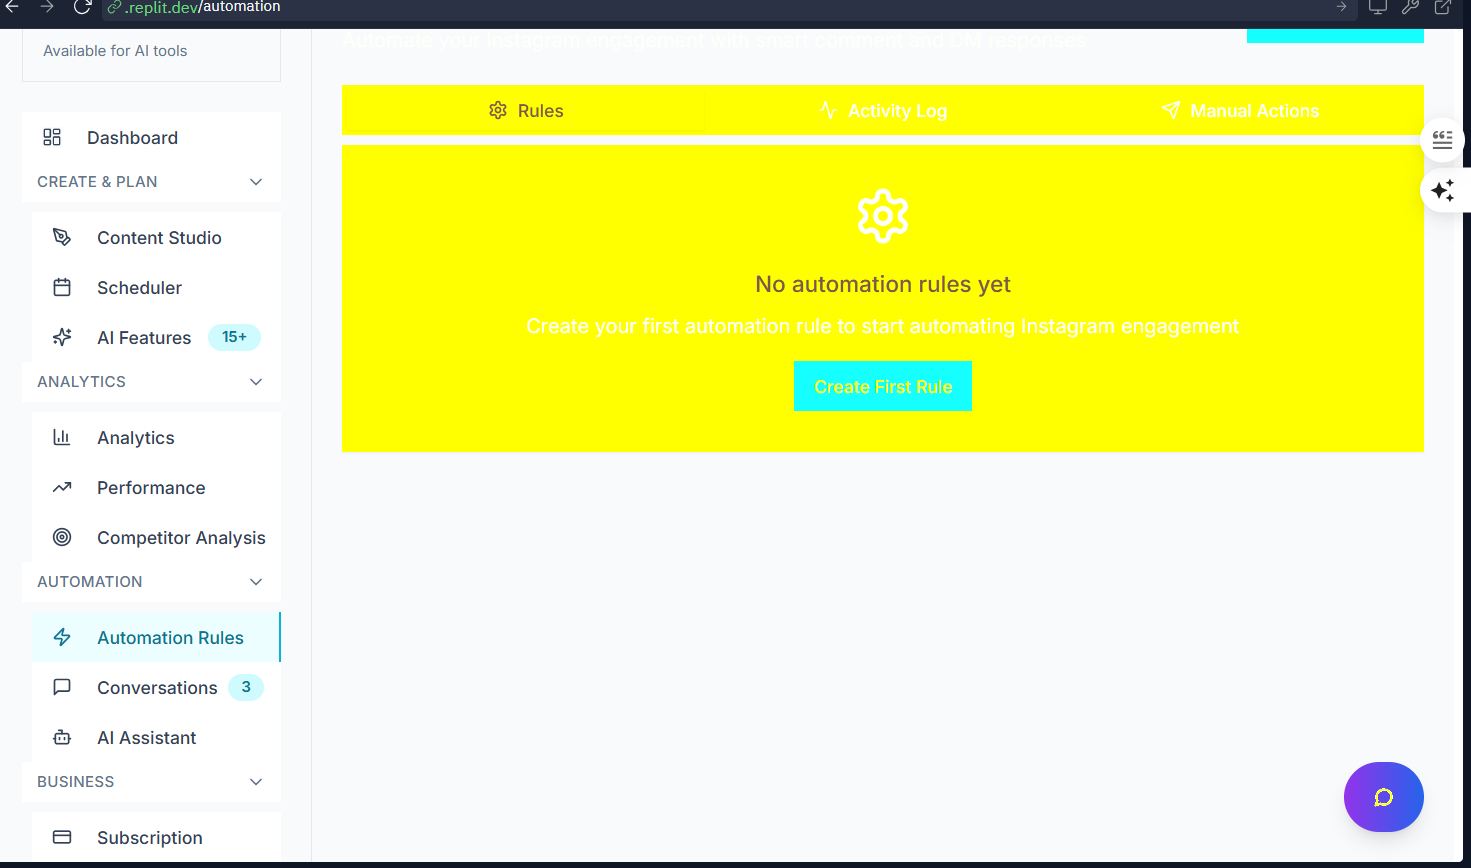 .replit.dev/automation
Available for AI tools
Dashboard
CREATE & PLAN
Content Studio
Scheduler
AI Features 15+
ANALYTICS
Analytics
Performance
Competitor Analysis
AUTOMATION
Automation Rules
Conversations 3
AI Assistant
BUSINESS
Subscription
Automate your Instagram engagement with smart comment and DM responses
Rules
Activity Log
Manual Actions
No automation rules yet
Create your first automation rule to start automating Instagram engagement
Create First Rule